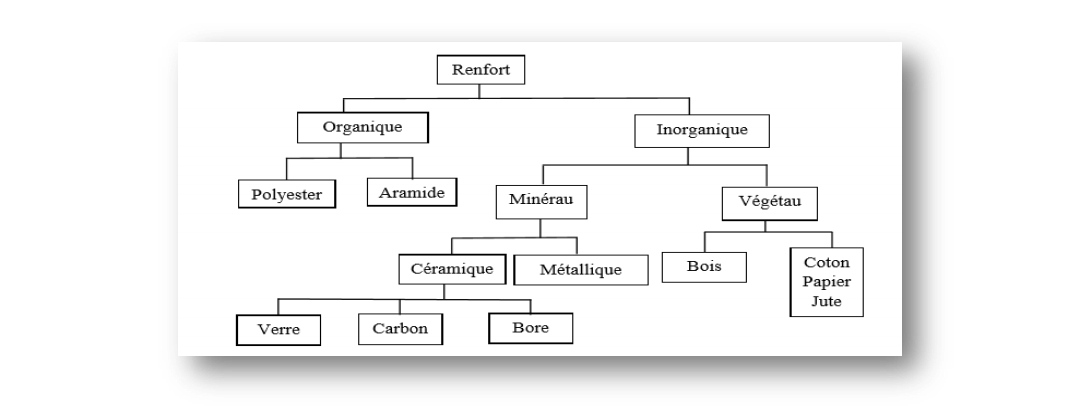 Renfort
Organique
Inorganique
Polyester
Aramide
Minérau
Végétau
Céramique
Métallique
Bois
Coton
Papier
Jute
Verre
Carbon
Bore